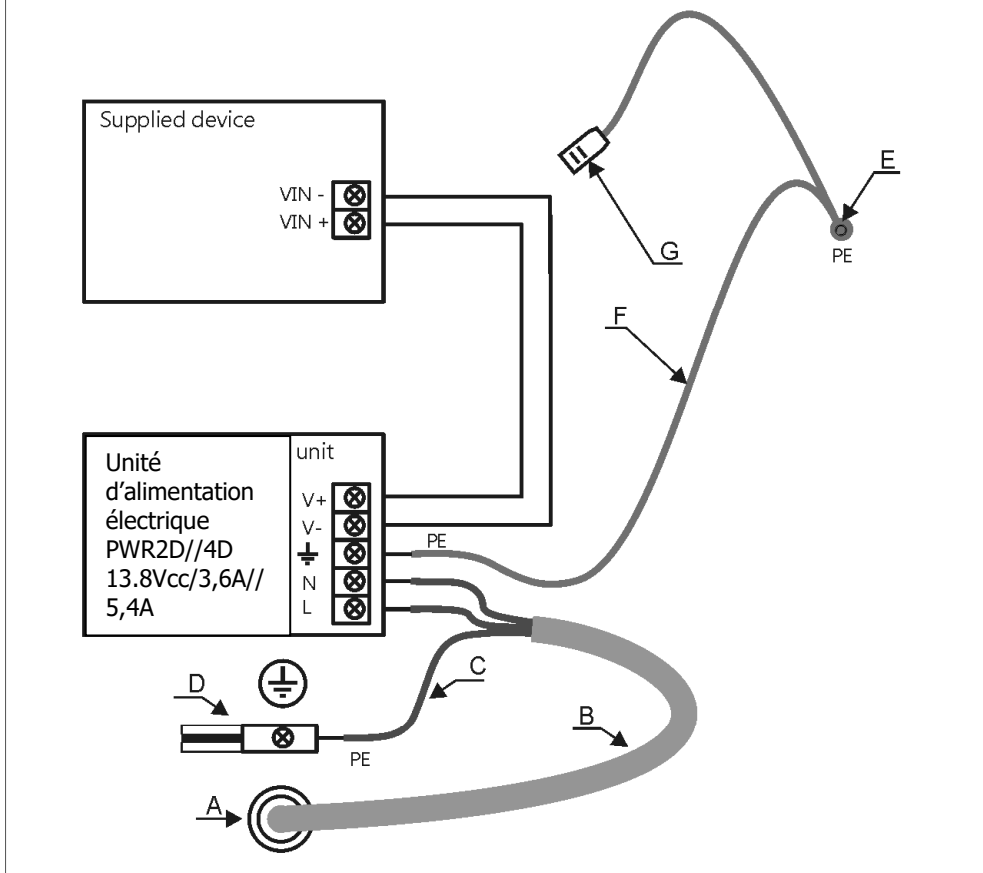 Supplied device
VIN -
VIN +
G
E
PE
F
Unité
d’alimentation
électrique
PWR2D//4D
13.8Vcc/3,6A//
5,4A
unit
V+
V-
N
L
PE
C
D
PE
B
A